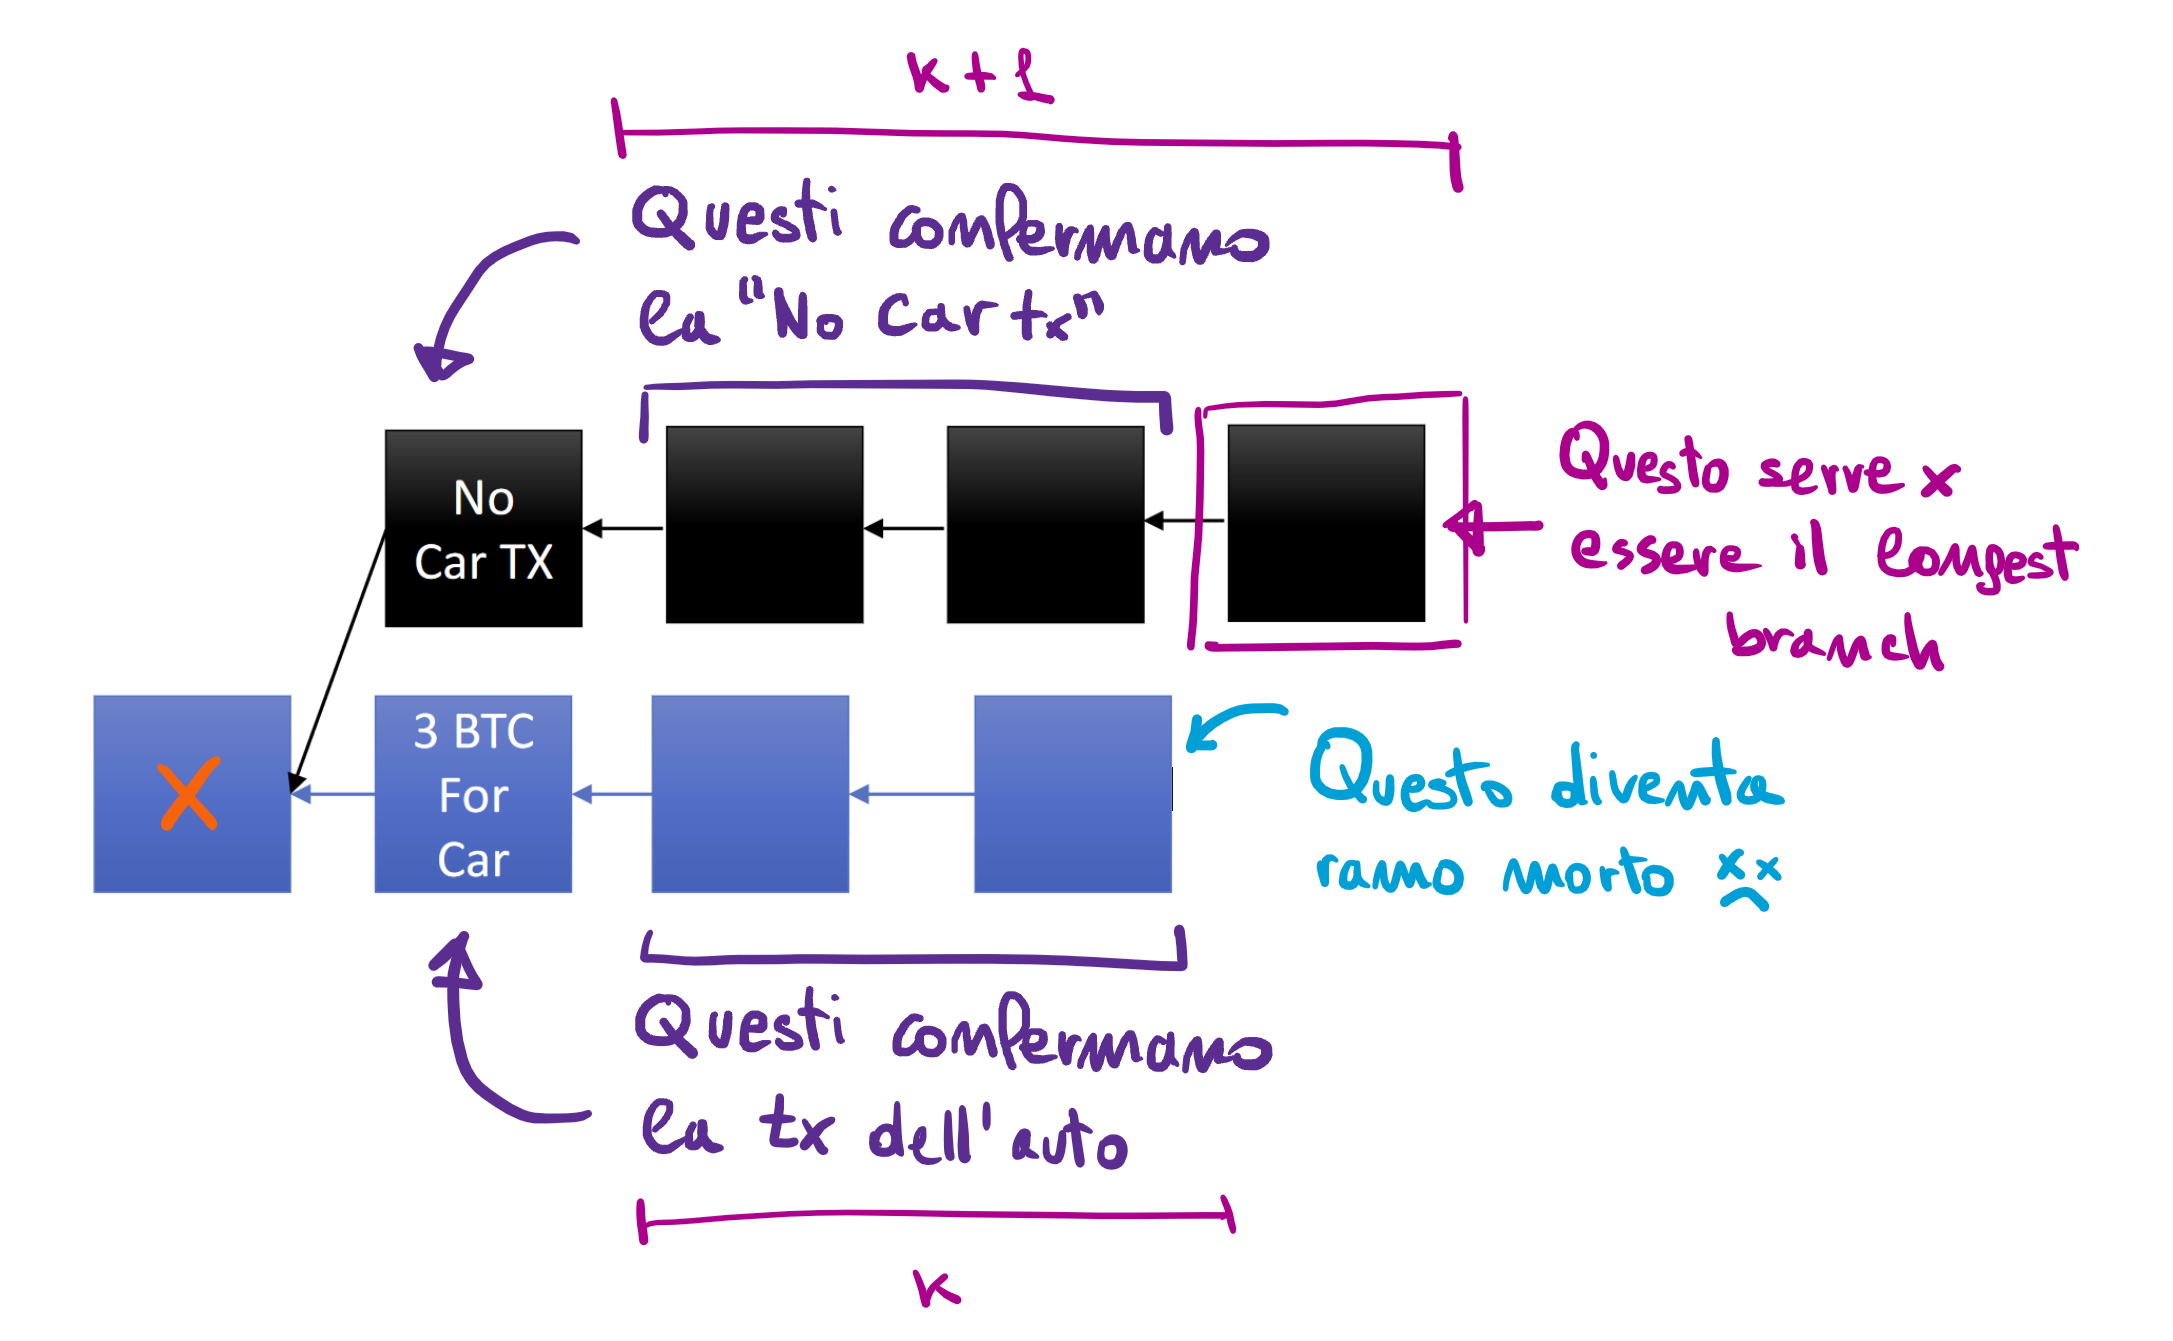 k+1
Questi confermano
la "No Car tx"
No
Car TX
Questo serve x
essere il longest
branch
X
3 BTC
For
Car
Questo diventa
ramo morto xx
Questi confermano
la tx dell'auto
k